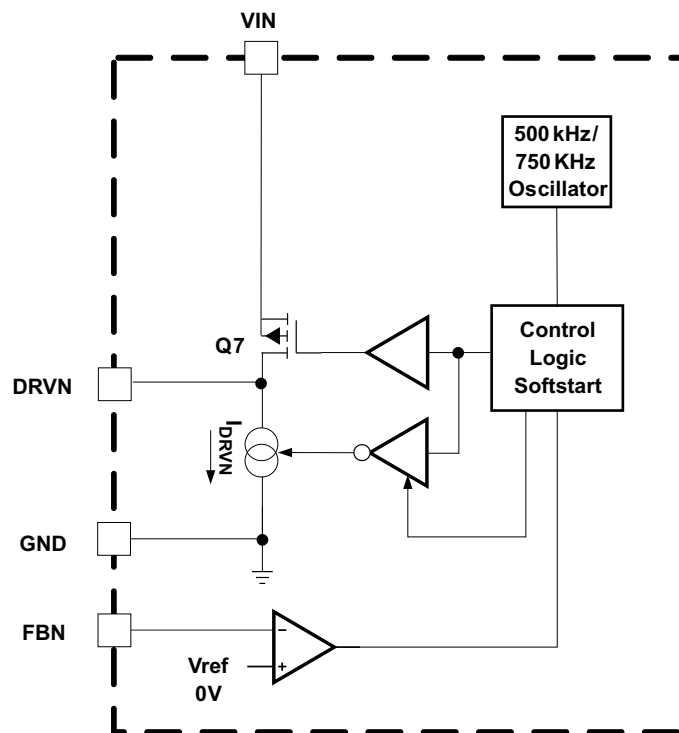 VIN
500 kHz/
750 KHz
Oscillator
Q7
Control
Logic
Softstart
DRVN
IDRVN
GND
FBN
−
Vref
+
0V